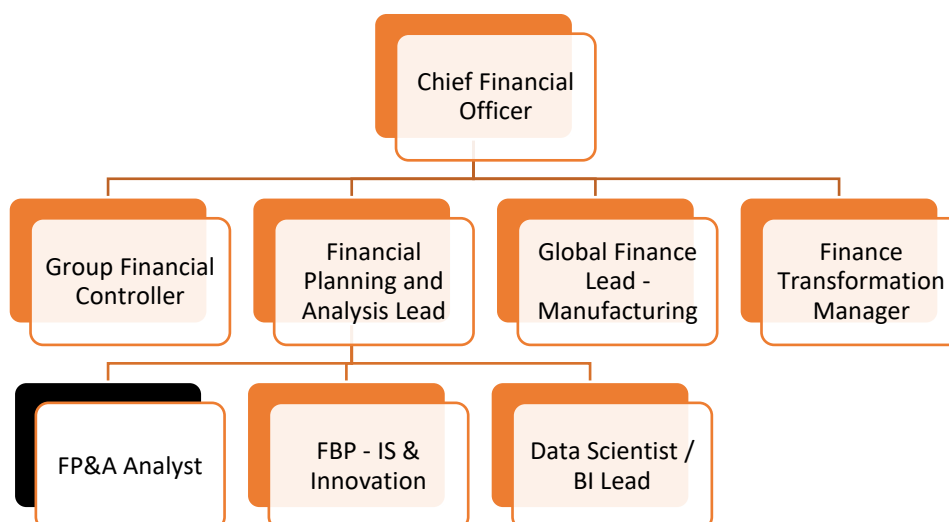 Chief Financial
Officer
Group Financial
Controller
Financial
Planning and
Analysis Lead
Global Finance
Lead -
Manufacturing
Finance
Transformation
Manager
FP&A Analyst
FBP - IS &
Innovation
Data Scientist /
BI Lead